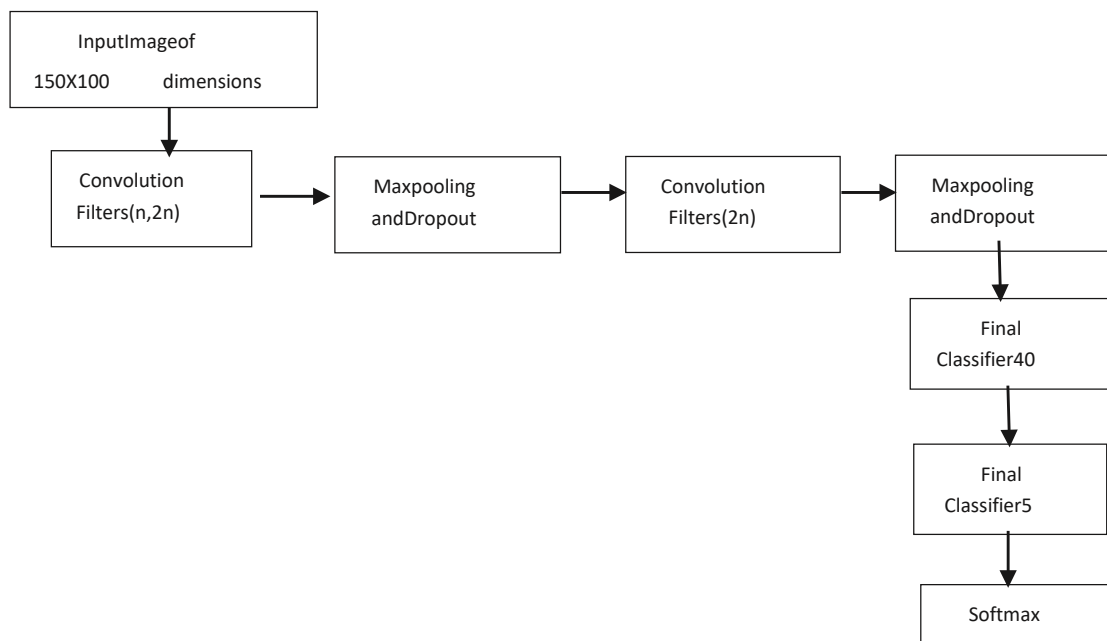 InputImageof
150X100 dimensions
Convolution
Filters(n,2n)
Maxpooling
andDropout
Convolution
Filters(2n)
Maxpooling
andDropout
Final
Classifier40
Final
Classifier5
Softmax